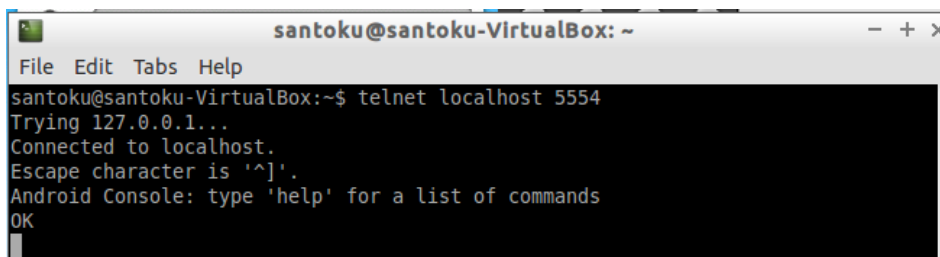 santoku@santoku-VirtualBox: ~
File Edit Tabs Help
santoku@santoku-VirtualBox:~$ telnet localhost 5554
Trying 127.0.0.1...
Connected to localhost.
Escape character is '^]'.
Android Console: type 'help' for a list of commands
OK